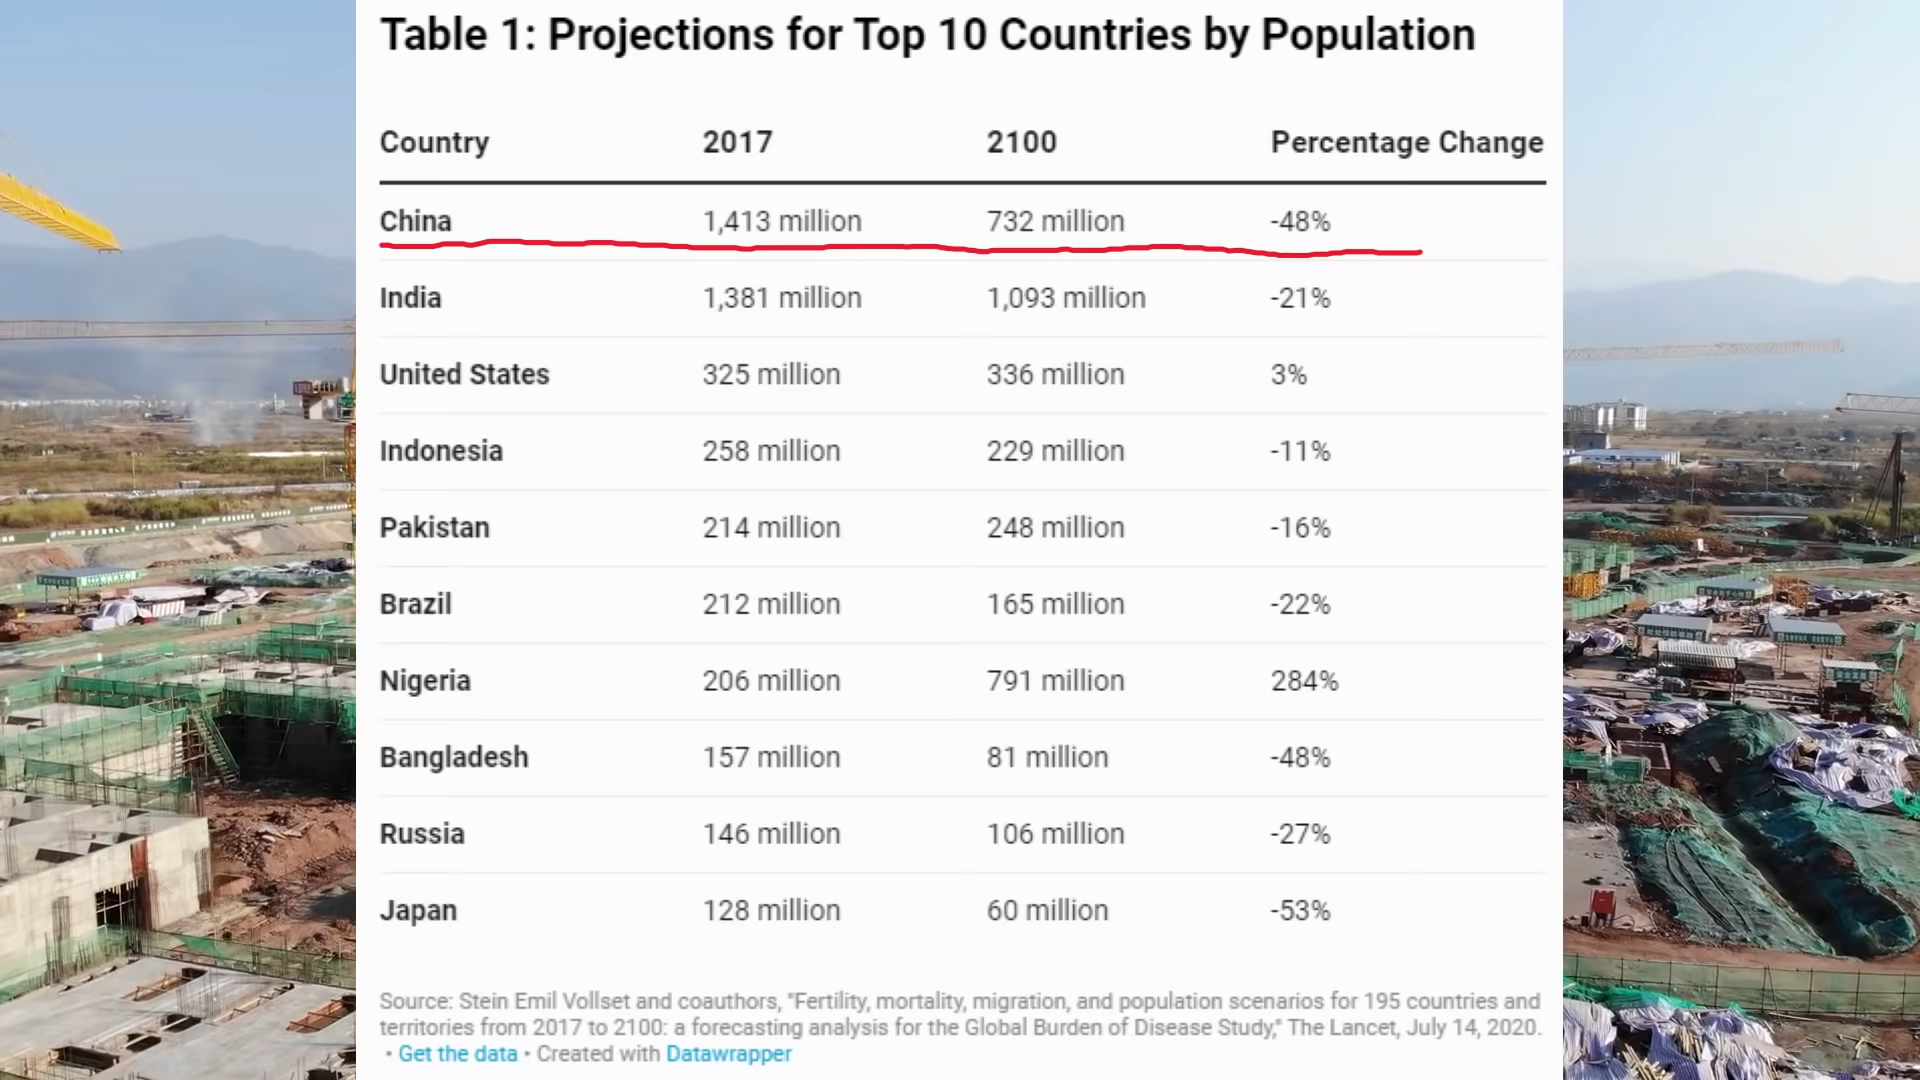 Table 1: Projections for Top 10 Countries by Population
Country 2017 2100 Percentage Change
China 1,413 million 732 million -48%
India 1,381 million 1,093 million -21%
United States 325 million 336 million 3%
Indonesia 258 million 229 million -11%
Pakistan 214 million 248 million -16%
Brazil 212 million 165 million -22%
Nigeria 206 million 791 million 284%
Bangladesh 157 million 81 million -48%
Russia 146 million 106 million -27%
Japan 128 million 60 million -53%
Source: Stein Emil Vollset and coauthors, "Fertility, mortality, migration, and population scenarios for 195 countries and
territories from 2017 to 2100: a forecasting analysis for the Global Burden of Disease Study," The Lancet, July 14, 2020.
• Get the data • Created with Datawrapper